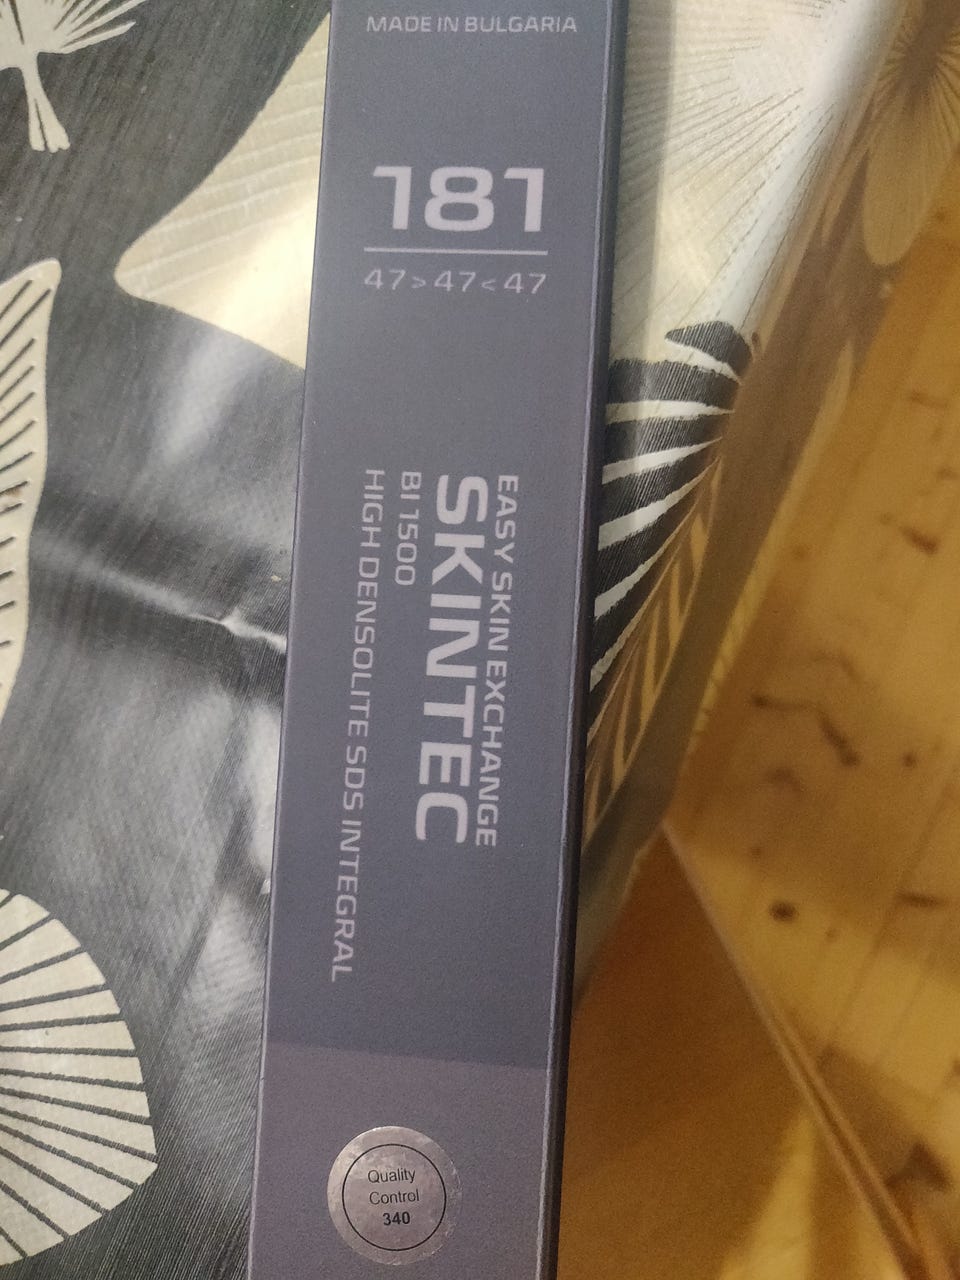 MADE IN BULGARIA
181
47>47<47
EASY SKIN EXCHANGE
SKINTEC
BI 1500
HIGH DENSOLITE SDS INTEGRAL
Quality
Control
340